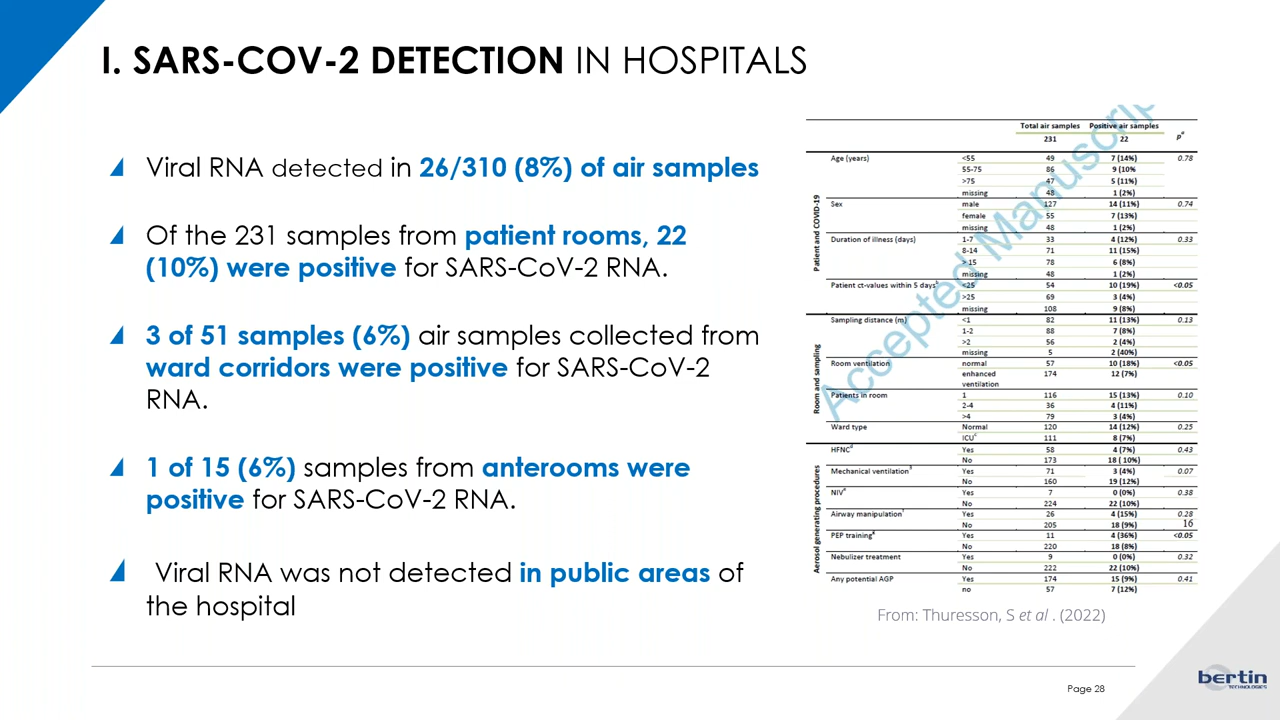 I. SARS-COV-2 DETECTION IN HOSPITALS
Viral RNA detected in 26/310 (8%) of air samples
Of the 231 samples from patient rooms, 22
(10%) were positive for SARS-CoV-2 RNA.
3 of 51 samples (6%) air samples collected from
ward corridors were positive for SARS-CoV-2
RNA.
1 of 15 (6%) samples from anterooms were
positive for SARS-CoV-2 RNA.
Viral RNA was not detected in public areas of
the hospital
Accepted Manuscrip
Total air samples Positive air samples pª
231 22
Patient and COVID-19
Age (years) <55 49 7 (14%) 0.78
55-75 86 9 (10%
>75 47 5 (11%)
missing 48 1 (2%)
Sex male 127 14 (11%) 0.74
female 55 7 (13%)
missing 48 1 (2%)
Duration of illness (days) 1-7 33 4 (12%) 0.33
8-14 71 11 (15%)
> 15 78 6 (8%)
missing 48 1 (2%)
Patient ct-values within 5 days <25 54 10 (19%) <0.05
>25 69 3 (4%)
missing 108 9 (8%)
Room and sampling
Sampling distance (m) <1 82 11 (13%) 0.13
1-2 88 7 (8%)
>2 56 2 (4%)
missing 5 2 (40%)
Room ventilation normal 57 10 (18%) <0.05
enhanced 174 12 (7%)
ventilation
Patients in room 1 116 15 (13%) 0.10
2-4 36 4 (11%)
>4 79 3 (4%)
Ward type Normal 120 14 (12%) 0.25
ICUᶜ 111 8 (7%)
Aerosol generating procedures
HFNCᵈ Yes 58 4 (7%) 0.43
No 173 18 ( 10%)
Mechanical ventilation Yes 71 3 (4%) 0.07
No 160 19 (12%)
NIVᵉ Yes 7 0 (0%) 0.38
No 224 22 (10%)
Airway manipulation Yes 26 4 (15%) 0.28
No 205 18 (9%) 16
PEP training Yes 11 4 (36%) <0.05
No 220 18 (8%)
Nebulizer treatment Yes 9 0 (0%) 0.32
No 222 22 (10%)
Any potential AGP Yes 174 15 (9%) 0.41
no 57 7 (12%)
From: Thuresson, S et al . (2022)
Page 28
bertin
TECHNOLOGIES